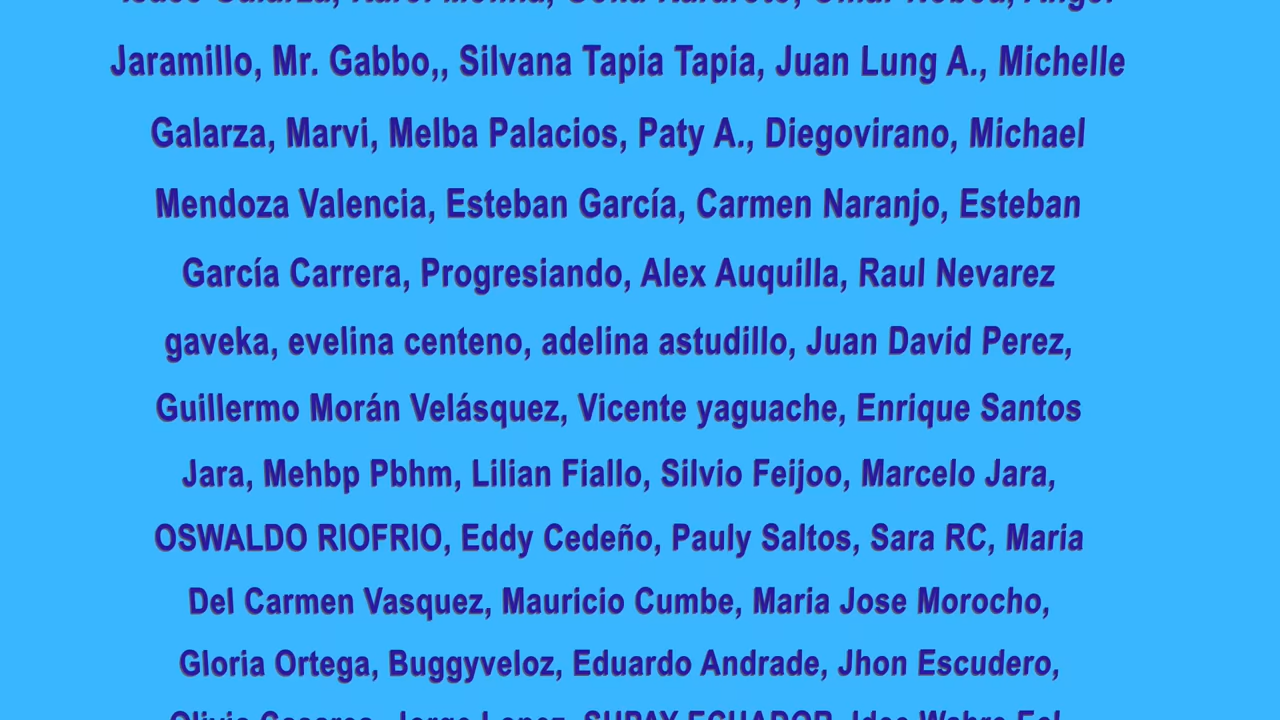 Jaramillo, Mr. Gabbo,, Silvana Tapia Tapia, Juan Lung A., Michelle
Galarza, Marvi, Melba Palacios, Paty A., Diegovirano, Michael
Mendoza Valencia, Esteban García, Carmen Naranjo, Esteban
García Carrera, Progresiando, Alex Auquilla, Raul Nevarez
gaveka, evelina centeno, adelina astudillo, Juan David Perez,
Guillermo Morán Velásquez, Vicente yaguache, Enrique Santos
Jara, Mehbp Pbhm, Lilian Fiallo, Silvio Feijoo, Marcelo Jara,
OSWALDO RIOFRIO, Eddy Cedeño, Pauly Saltos, Sara RC, Maria
Del Carmen Vasquez, Mauricio Cumbe, Maria Jose Morocho,
Gloria Ortega, Buggyveloz, Eduardo Andrade, Jhon Escudero,